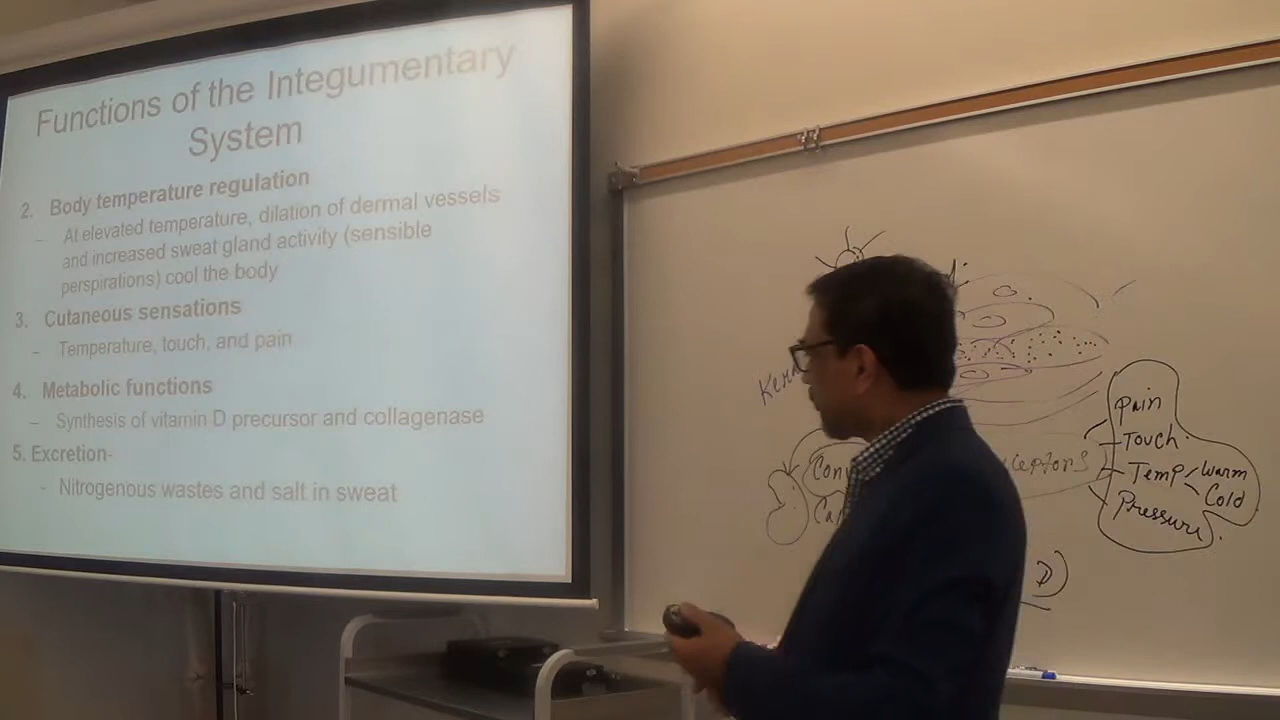 Functions of the Integumentary
System
2. Body temperature regulation
– At elevated temperature, dilation of dermal vessels
and increased sweat gland activity (sensible
perspirations) cool the body
3. Cutaneous sensations
– Temperature, touch, and pain
4. Metabolic functions
– Synthesis of vitamin D precursor and collagenase
5. Excretion-
- Nitrogenous wastes and salt in sweat
Pain
Touch
Temp Warm
Cold
Pressure
D)